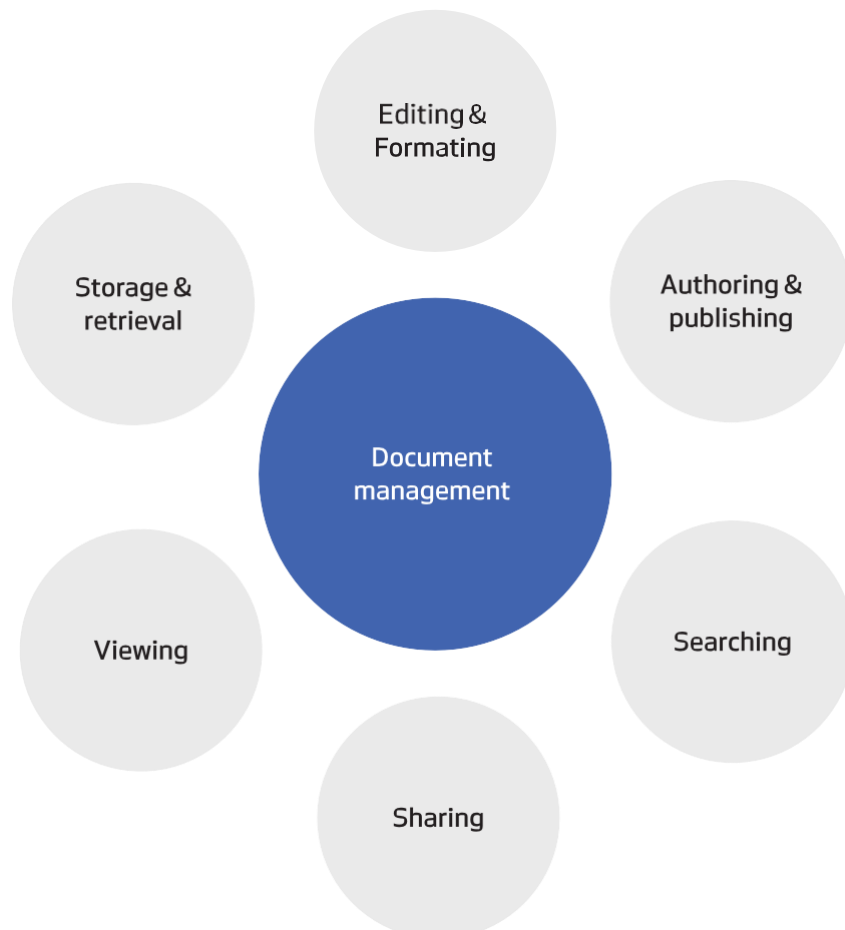 Editing &
Formating
Storage &
retrieval
Authoring &
publishing
Document
management
Viewing
Searching
Sharing